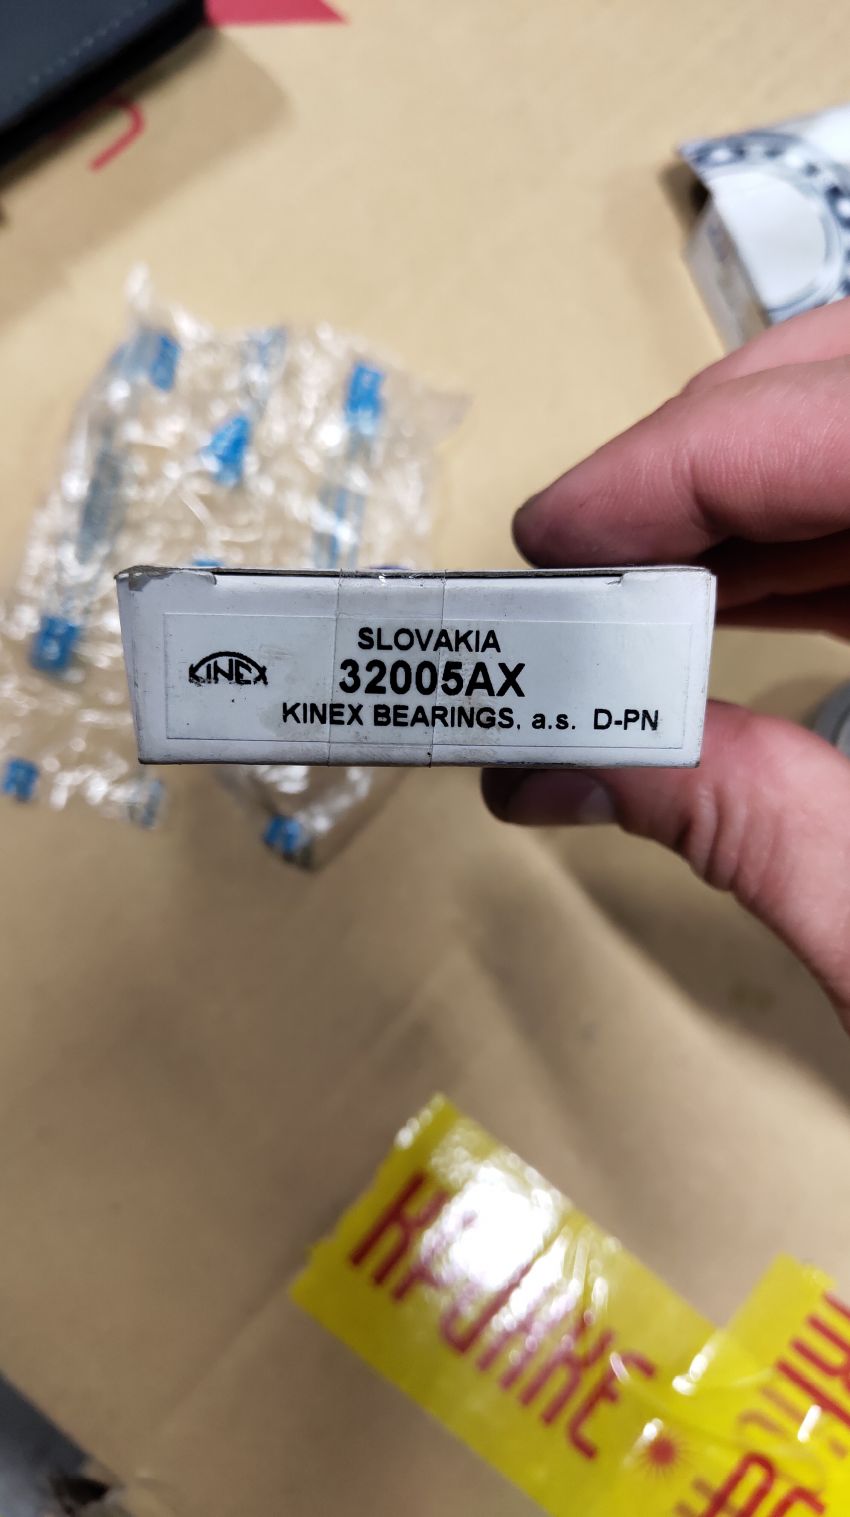 SLOVAKIA
KINEX
32005AX
KINEX BEARINGS, a.s. D-PN